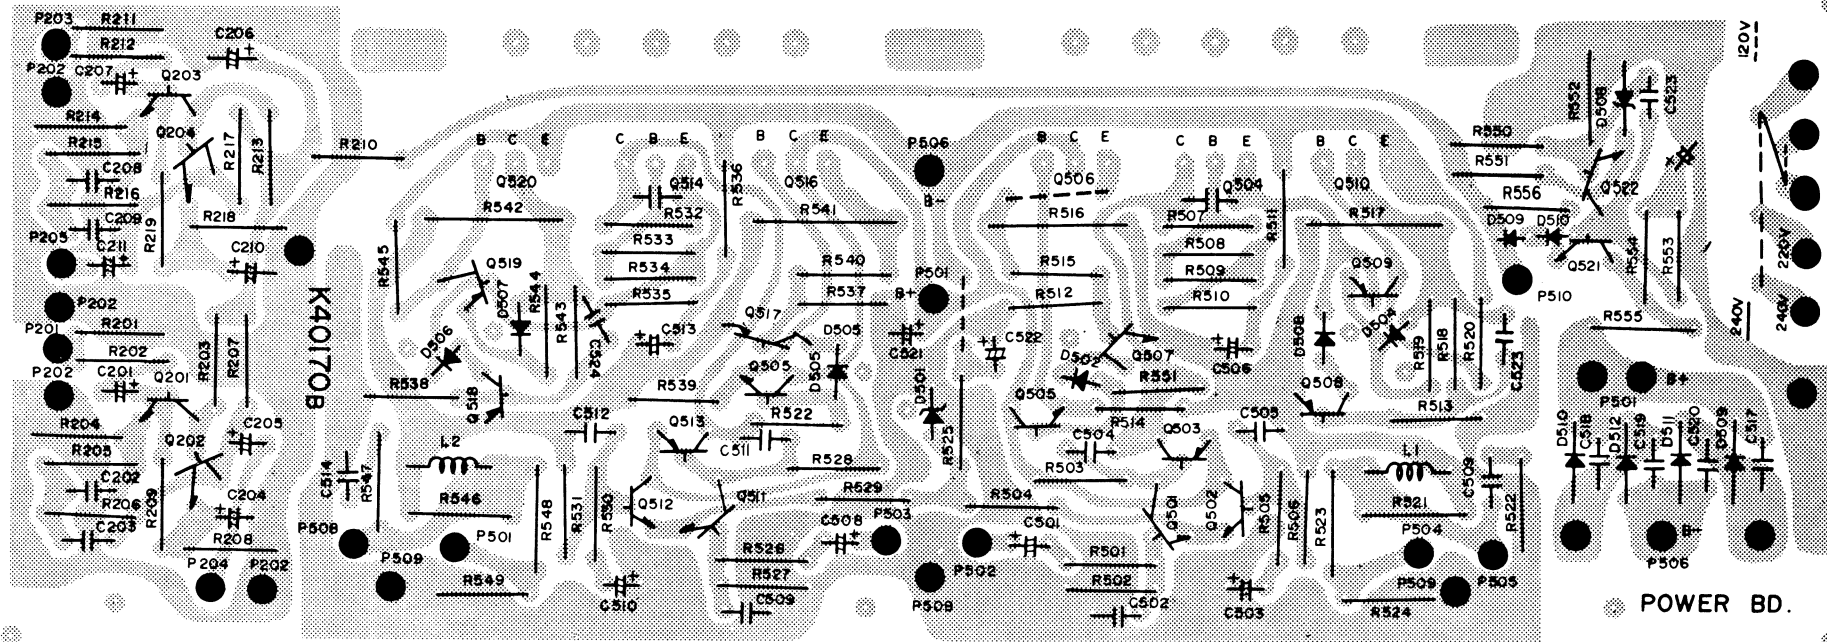 P203
R211
R212
C206
P202
C207
Q203
R214
Q204
R215
R217
R213
R210
C208
R216
C209
R219
R218
P205
C211
C210
K40170B
P202
P201
R201
R202
P202
C201
Q201
R203
R207
R204
Q202
C205
R205
C202
R206
R209
C204
C203
R208
P204
P202
B C E
C B E
B C E
B C E
C B E
B C E
Q520
R542
Q514
R532
R536
Q516
R541
P506
B-
Q506
R516
Q504
R507
R511
Q510
R517
R545
R533
R508
Q519
R534
R540
P501
R515
R509
Q509
D507
R544
R543
R535
R537
B+
R512
R510
D506
C524
C513
Q517
D505
C521
C522
D502
Q507
C506
D508
D504
R519
R518
R520
C523
R538
Q518
R539
Q505
D505
D501
Q505
R551
Q508
C512
Q513
R522
R525
R514
C505
R513
C511
C504
Q503
L2
R528
R503
L1
C514
R547
R546
R548
R531
R530
Q512
Q511
R529
R504
Q501
Q502
R505
R506
R523
R521
C509
R522
P508
P501
P509
C508
P503
C501
P504
R526
R501
P502
R549
R527
R502
P509
P505
C510
C509
P508
C502
C503
R524
R552
D508
C523
120V
R550
R551
R556
Q522
D509
D510
Q521
R554
R553
220V
P510
R555
240V
240V
P501
B+
D510
C518
D512
C519
D511
C520
D509
C517
B-
P506
POWER BD.